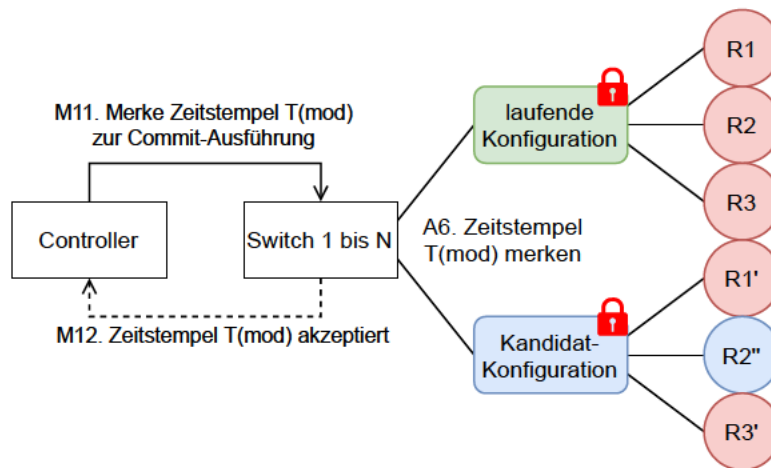 M11. Merke Zeitstempel T(mod)
zur Commit-Ausführung
Controller
Switch 1 bis N
M12. Zeitstempel T(mod) akzeptiert
laufende
Konfiguration
A6. Zeitstempel
T(mod) merken
Kandidat-
Konfiguration
R1
R2
R3
R1'
R2"
R3'